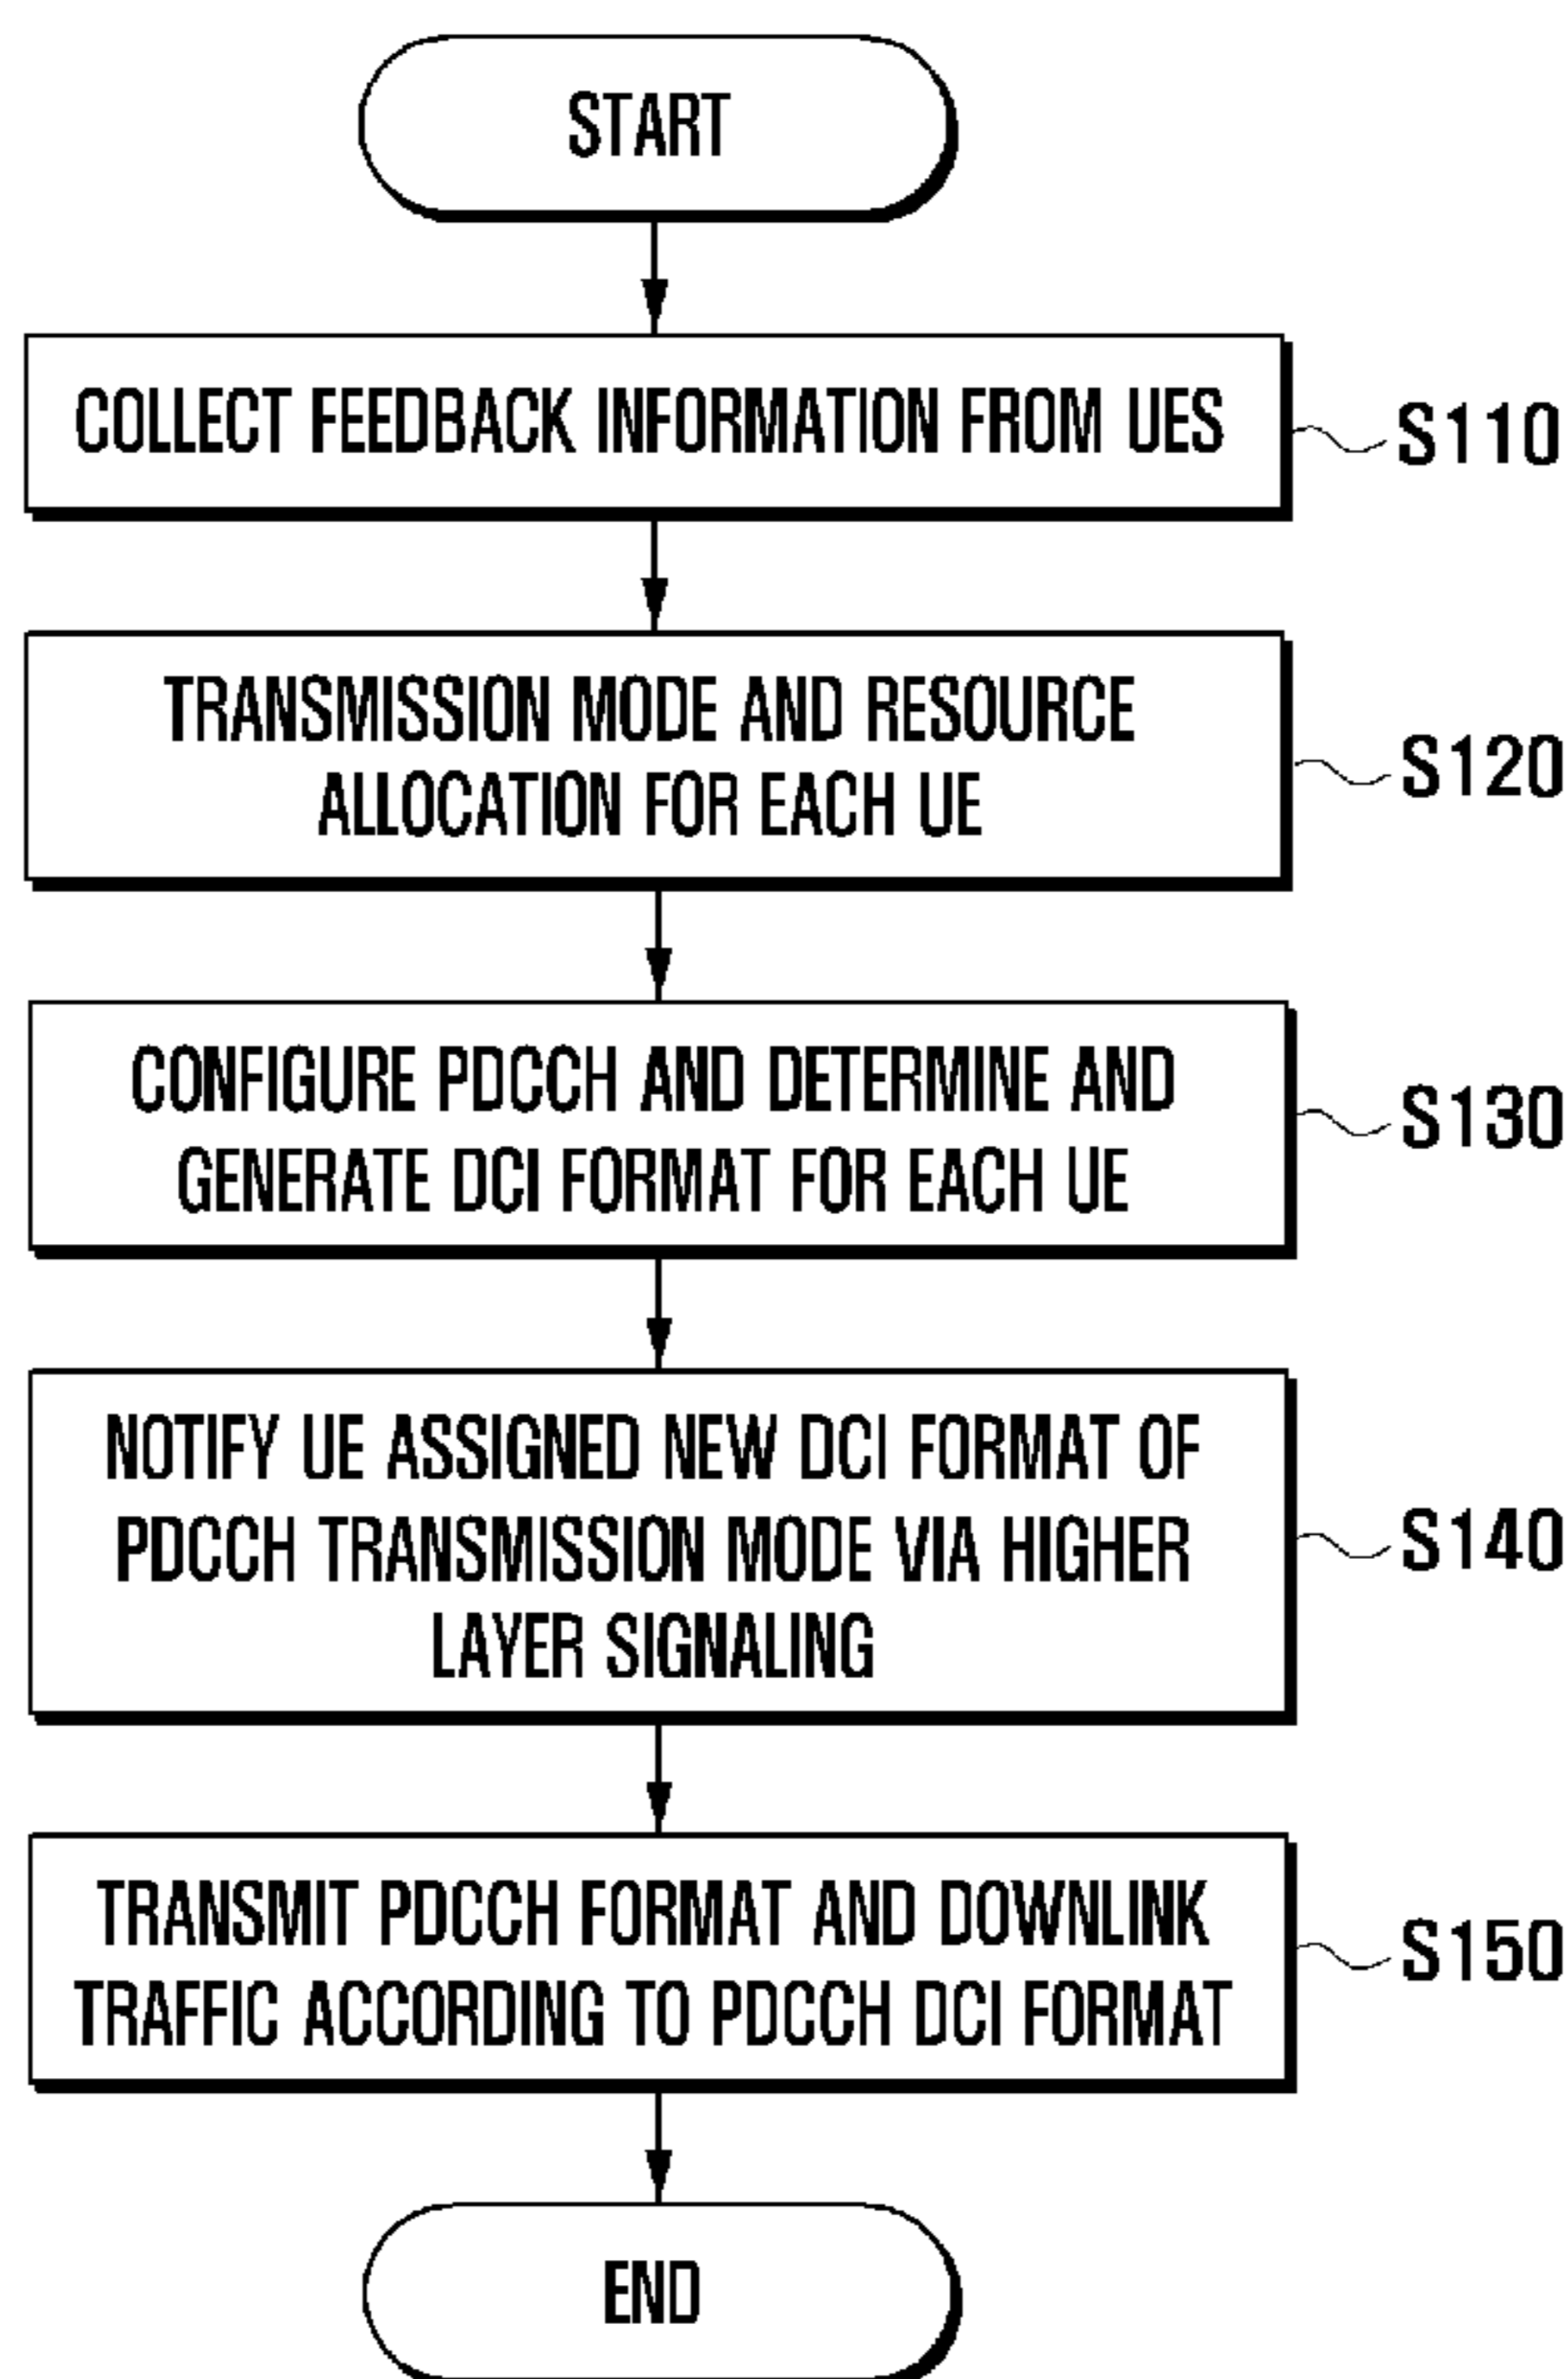 START
COLLECT FEEDBACK INFORMATION FROM UES
S110
TRANSMISSION MODE AND RESOURCE
ALLOCATION FOR EACH UE
S120
CONFIGURE PDCCH AND DETERMINE AND
GENERATE DCI FORMAT FOR EACH UE
S130
NOTIFY UE ASSIGNED NEW DCI FORMAT OF
PDCCH TRANSMISSION MODE VIA HIGHER
LAYER SIGNALING
S140
TRANSMIT PDCCH FORMAT AND DOWNLINK
TRAFFIC ACCORDING TO PDCCH DCI FORMAT
S150
END